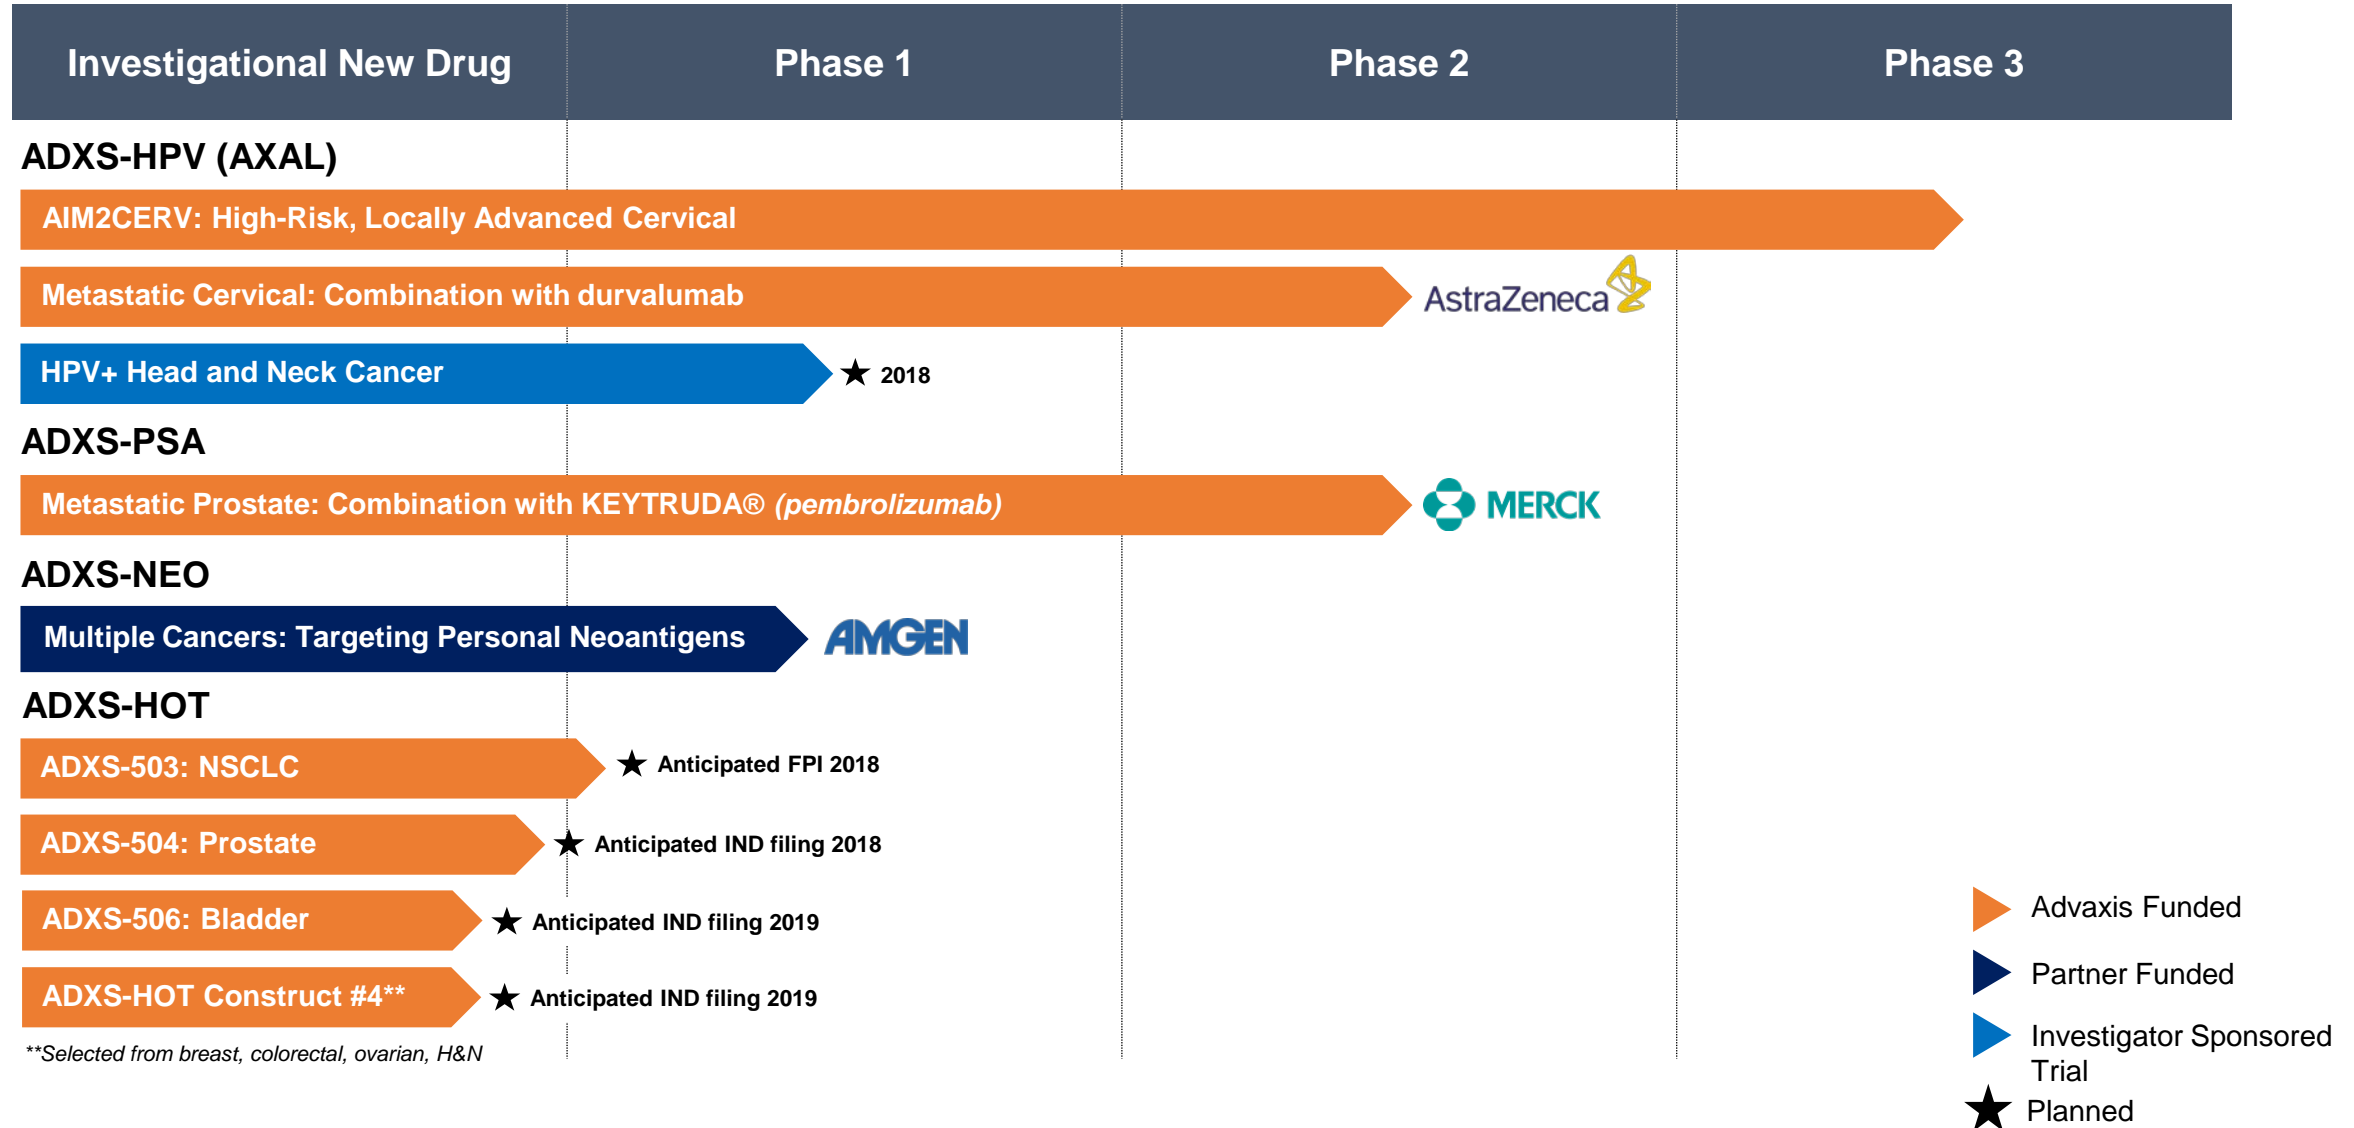 Investigational New Drug
Phase 1
Phase 2
Phase 3
ADXS-HPV (AXAL)
AIM2CERV: High-Risk, Locally Advanced Cervical
Metastatic Cervical: Combination with durvalumab
AstraZeneca
HPV+ Head and Neck Cancer
★ 2018
ADXS-PSA
Metastatic Prostate: Combination with KEYTRUDA® (pembrolizumab)
MERCK
ADXS-NEO
Multiple Cancers: Targeting Personal Neoantigens
AMGEN
ADXS-HOT
ADXS-503: NSCLC
★ Anticipated FPI 2018
ADXS-504: Prostate
★ Anticipated IND filing 2018
ADXS-506: Bladder
★ Anticipated IND filing 2019
ADXS-HOT Construct #4**
★ Anticipated IND filing 2019
**Selected from breast, colorectal, ovarian, H&N
Advaxis Funded
Partner Funded
Investigator Sponsored
Trial
★ Planned